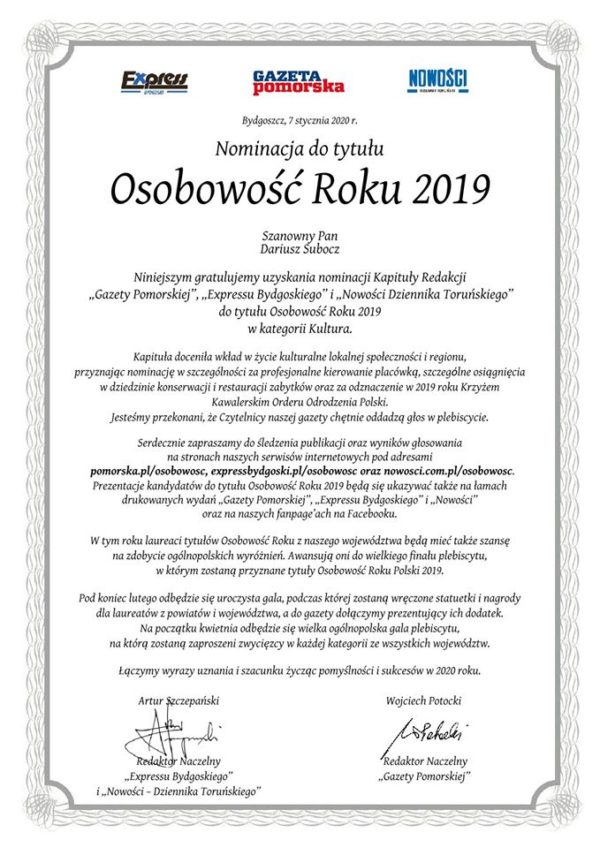 Express
BYDGOSKI
GAZETA
pomorska
NOWOŚCI
DZIENNIK TORUŃSKI
Bydgoszcz, 7 stycznia 2020 r.
Nominacja do tytułu
Osobowość Roku 2019
Szanowny Pan
Dariusz Subocz
Niniejszym gratulujemy uzyskania nominacji Kapituły Redakcji
„Gazety Pomorskiej”, „Expressu Bydgoskiego” i „Nowości Dziennika Toruńskiego”
do tytułu Osobowość Roku 2019
w kategorii Kultura.
Kapituła doceniła wkład w życie kulturalne lokalnej społeczności i regionu,
przyznając nominację w szczególności za profesjonalne kierowanie placówką, szczególne osiągnięcia
w dziedzinie konserwacji i restauracji zabytków oraz za odznaczenie w 2019 roku Krzyżem
Kawalerskim Orderu Odrodzenia Polski.
Jesteśmy przekonani, że Czytelnicy naszej gazety chętnie oddadzą głos w plebiscycie.
Serdecznie zapraszamy do śledzenia publikacji oraz wyników głosowania
na stronach naszych serwisów internetowych pod adresami
pomorska.pl/osobowosc, expressbydgoski.pl/osobowosc oraz nowosci.com.pl/osobowosc.
Prezentacje kandydatów do tytułu Osobowość Roku 2019 będą się ukazywać także na łamach
drukowanych wydań „Gazety Pomorskiej”, „Expressu Bydgoskiego” i „Nowości”
oraz na naszych fanpage’ach na Facebooku.
W tym roku laureaci tytułów Osobowość Roku z naszego województwa będą mieć także szansę
na zdobycie ogólnopolskich wyróżnień. Awansują oni do wielkiego finału plebiscytu,
w którym zostaną przyznane tytuły Osobowość Roku Polski 2019.
Pod koniec lutego odbędzie się uroczysta gala, podczas której zostaną wręczone statuetki i nagrody
dla laureatów z powiatów i województwa, a do gazety dołączymy prezentujący ich dodatek.
Na początku kwietnia odbędzie się wielka ogólnopolska gala plebiscytu,
na którą zostaną zaproszeni zwycięzcy w każdej kategorii ze wszystkich województw.
Łączymy wyrazy uznania i szacunku życząc pomyślności i sukcesów w 2020 roku.
Artur Szczepański
Redaktor Naczelny
„Expressu Bydgoskiego”
i „Nowości – Dziennika Toruńskiego”
Wojciech Potocki
Redaktor Naczelny
„Gazety Pomorskiej”